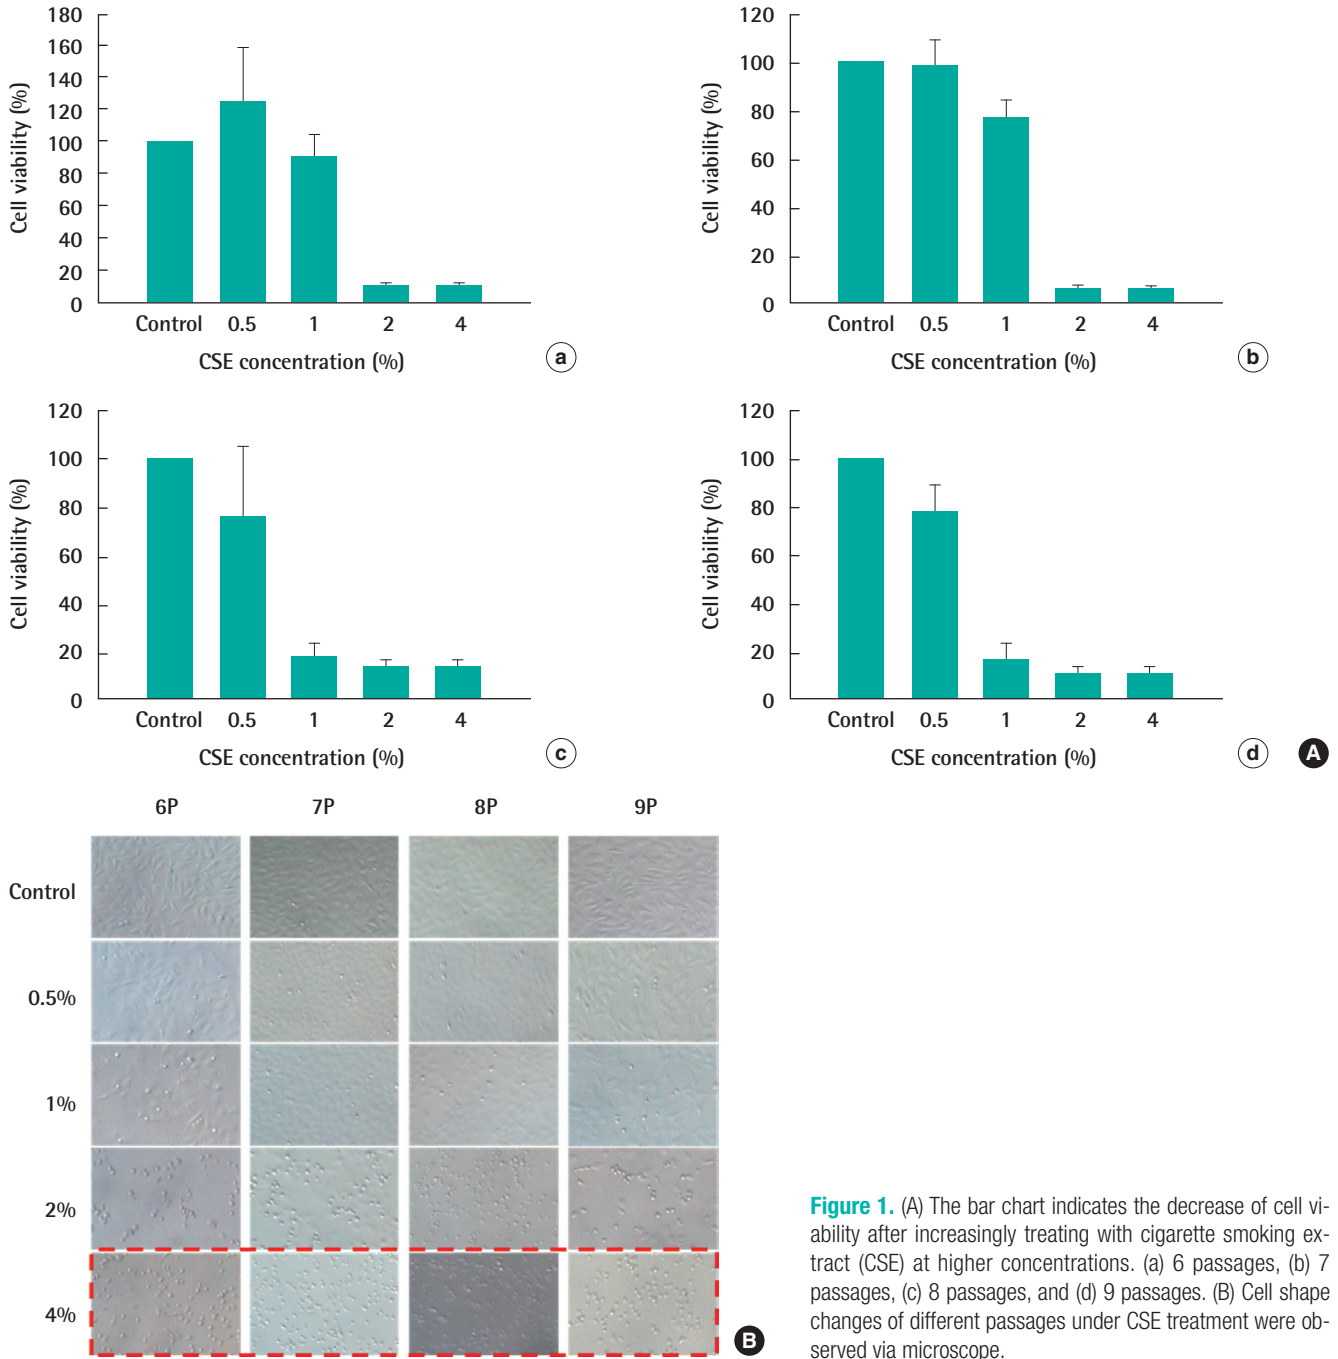 180
160
140
120
100
80
60
40
20
0
Cell viability (%)
Control 0.5 1 2 4
CSE concentration (%)
a
120
100
80
60
40
20
0
Cell viability (%)
Control 0.5 1 2 4
CSE concentration (%)
b
120
100
80
60
40
20
0
Cell viability (%)
Control 0.5 1 2 4
CSE concentration (%)
c
120
100
80
60
40
20
0
Cell viability (%)
Control 0.5 1 2 4
CSE concentration (%)
d
A
6P 7P 8P 9P
Control
0.5%
1%
2%
4%
B
Figure 1. (A) The bar chart indicates the decrease of cell vi-
ability after increasingly treating with cigarette smoking ex-
tract (CSE) at higher concentrations. (a) 6 passages, (b) 7
passages, (c) 8 passages, and (d) 9 passages. (B) Cell shape
changes of different passages under CSE treatment were ob-
served via microscope.